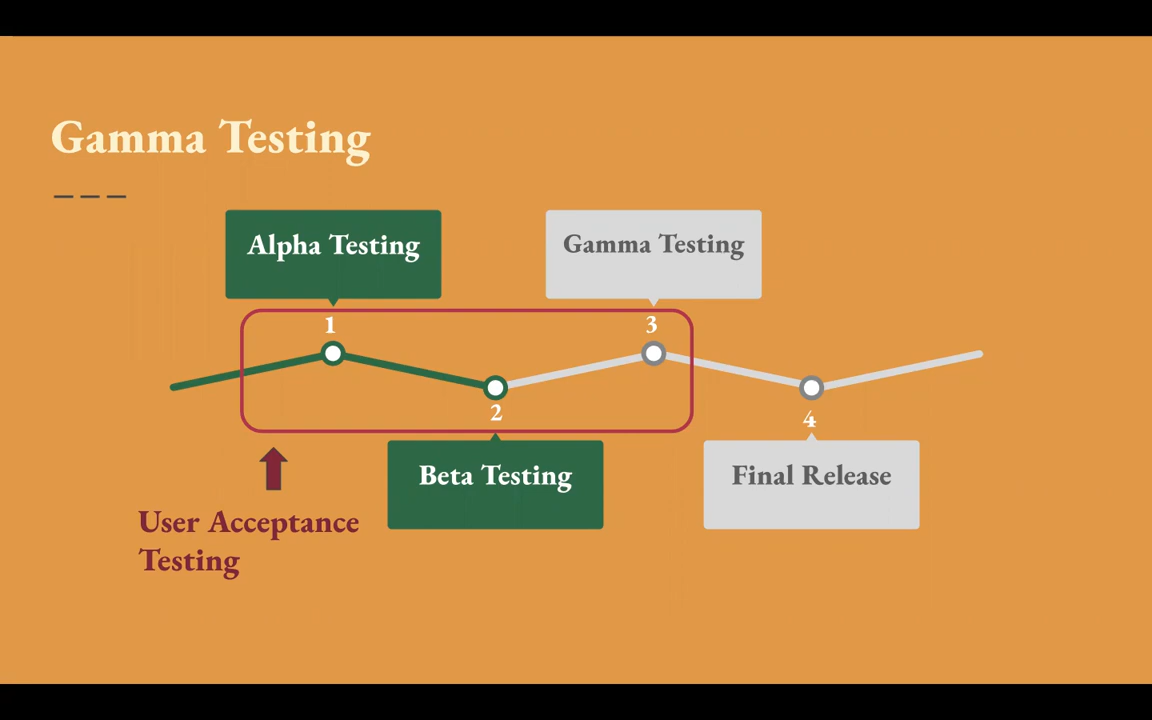 Gamma Testing
Alpha Testing
Gamma Testing
1
3
2
4
Beta Testing
Final Release
User Acceptance
Testing